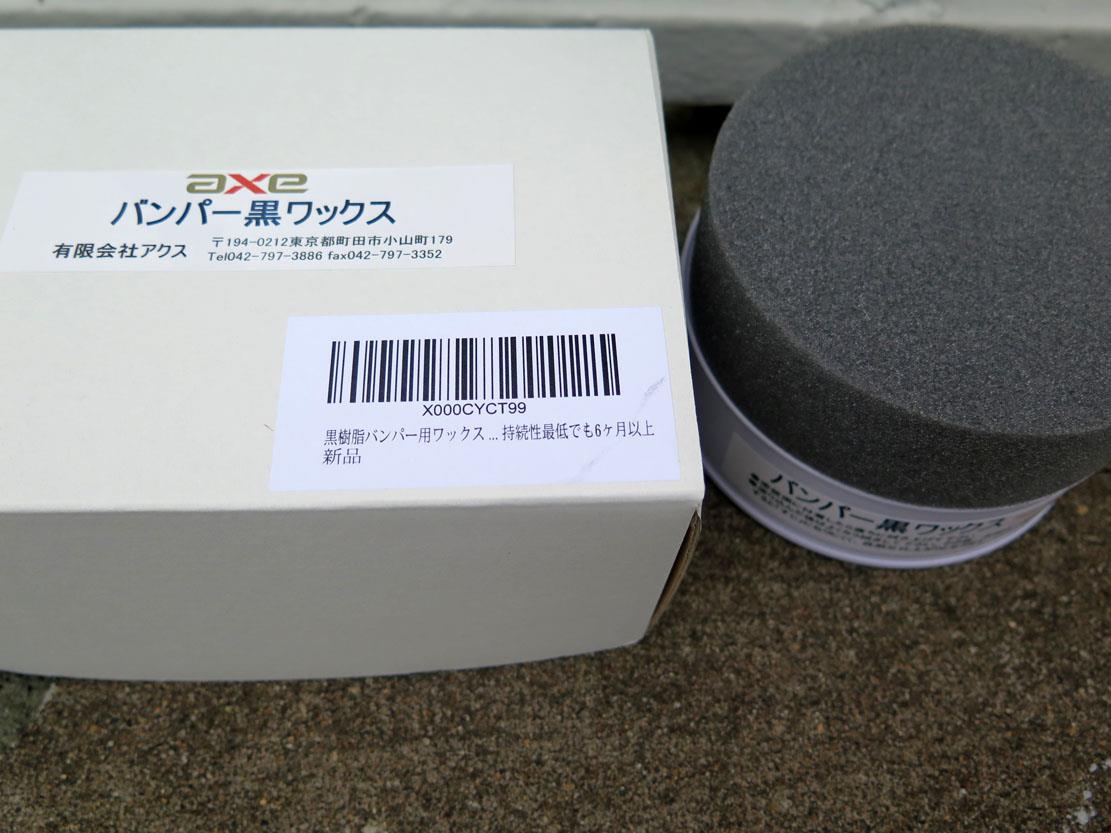 axe
バンパー黒ワックス
有限会社アクス
〒194-0212東京都町田市小山町179
Tel042-797-3886 fax042-797-3352
X000CYCT99
黒樹脂バンパー用ワックス ... 持続性最低でも6ヶ月以上
新品
バンパー黒ワックス